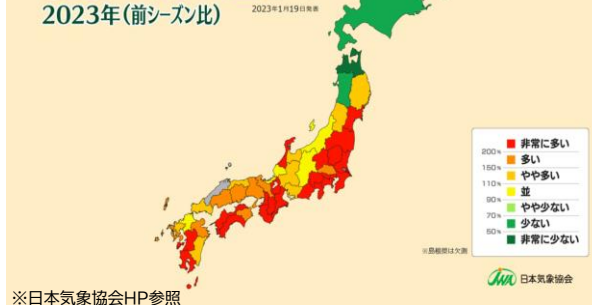 2023年(前シーズン比)
2023年1月19日発表
非常に多い
200%
多い
150%
やや多い
110%
並
90%
やや少ない
70%
少ない
50%
非常に少ない
※島根県は欠測
JWA 日本気象協会
※日本気象協会HP参照